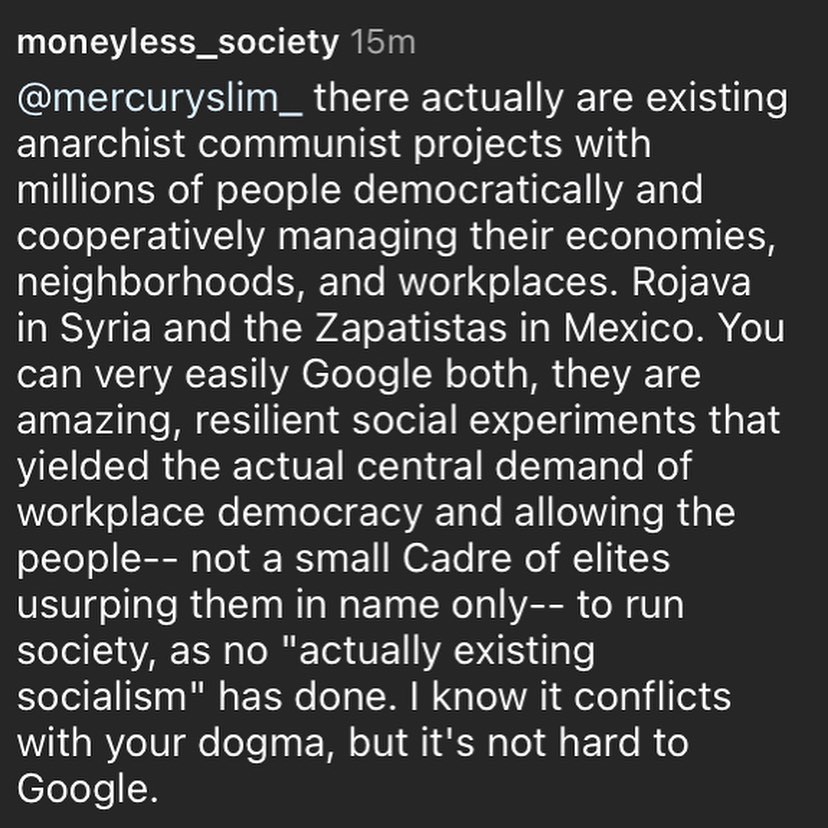 moneyless_society 15m
@mercuryslim_ there actually are existing
anarchist communist projects with
millions of people democratically and
cooperatively managing their economies,
neighborhoods, and workplaces. Rojava
in Syria and the Zapatistas in Mexico. You
can very easily Google both, they are
amazing, resilient social experiments that
yielded the actual central demand of
workplace democracy and allowing the
people-- not a small Cadre of elites
usurping them in name only-- to run
society, as no "actually existing
socialism" has done. I know it conflicts
with your dogma, but it's not hard to
Google.